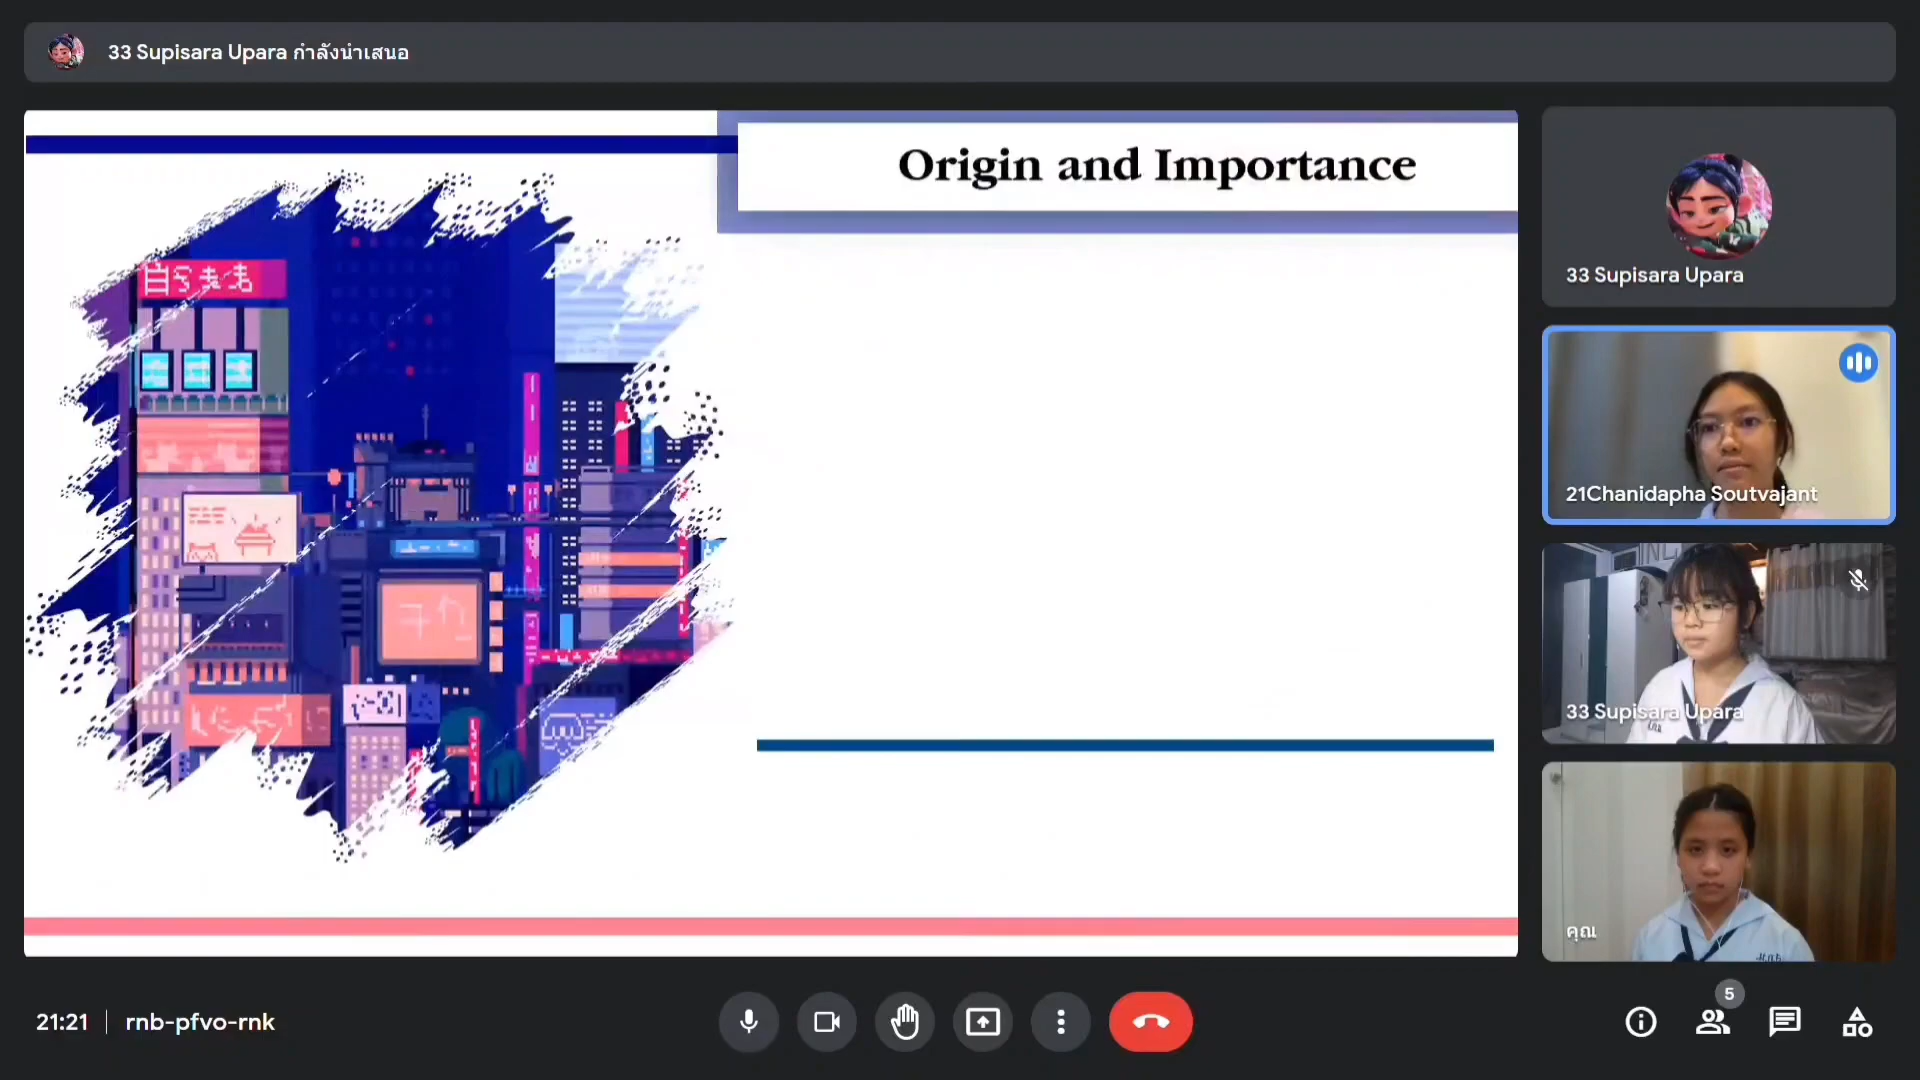 33 Supisara Upara กำลังนำเสนอ
Origin and Importance
33 Supisara Upara
21Chanidapha Soutvajant
33 Supisara Upara
คุณ
21:21
rnb-pfvo-rnk
5